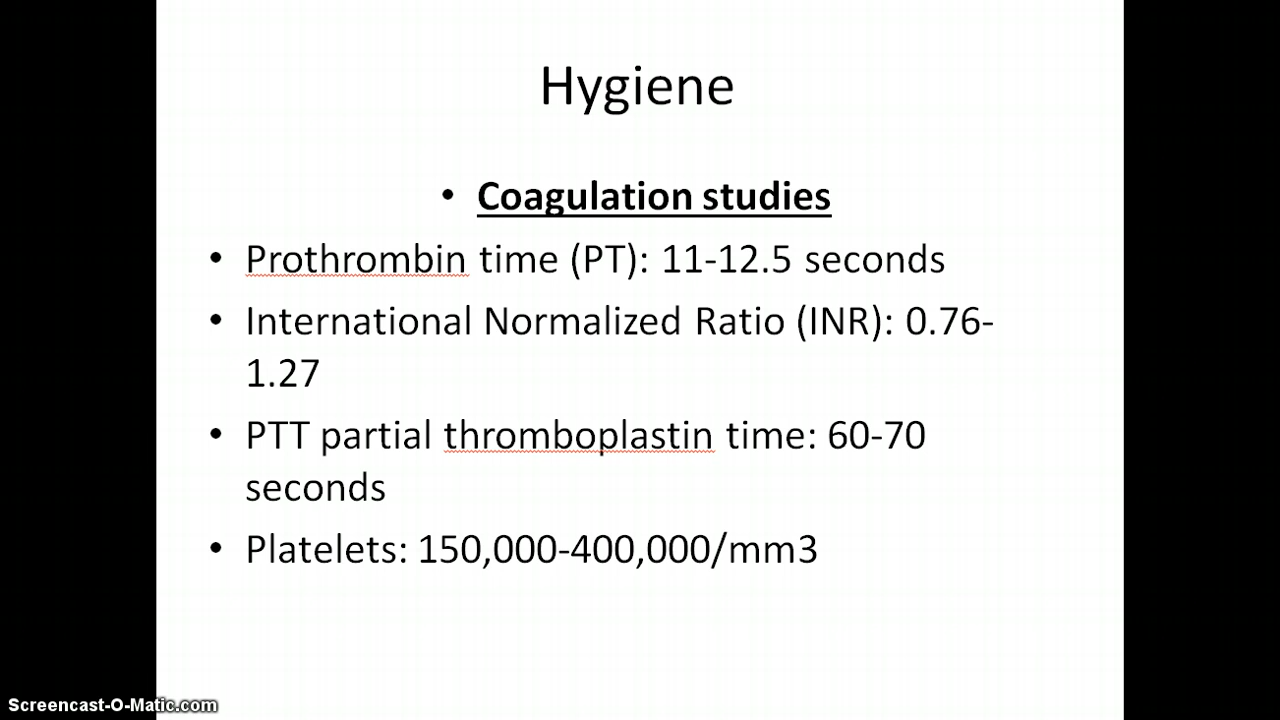 Hygiene
• Coagulation studies
• Prothrombin time (PT): 11-12.5 seconds
• International Normalized Ratio (INR): 0.76-
1.27
• PTT partial thromboplastin time: 60-70
seconds
• Platelets: 150,000-400,000/mm3
Screencast-O-Matic.com